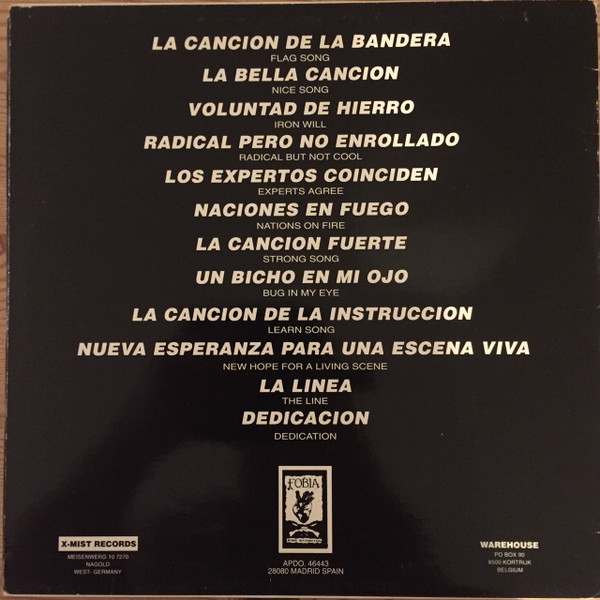 LA CANCION DE LA BANDERA
FLAG SONG
LA BELLA CANCION
NICE SONG
VOLUNTAD DE HIERRO
IRON WILL
RADICAL PERO NO ENROLLADO
RADICAL BUT NOT COOL
LOS EXPERTOS COINCIDEN
EXPERTS AGREE
NACIONES EN FUEGO
NATIONS ON FIRE
LA CANCION FUERTE
STRONG SONG
UN BICHO EN MI OJO
BUG IN MY EYE
LA CANCION DE LA INSTRUCCION
LEARN SONG
NUEVA ESPERANZA PARA UNA ESCENA VIVA
NEW HOPE FOR A LIVING SCENE
LA LINEA
THE LINE
DEDICACION
DEDICATION
FOBIA
X-MIST RECORDS
MEISENWERG 10 7270
NAGOLD
WEST- GERMANY
APDO. 46443
28080 MADRID SPAIN
WAREHOUSE
PO BOX 90
8500 KORTRIJK
BELGIUM